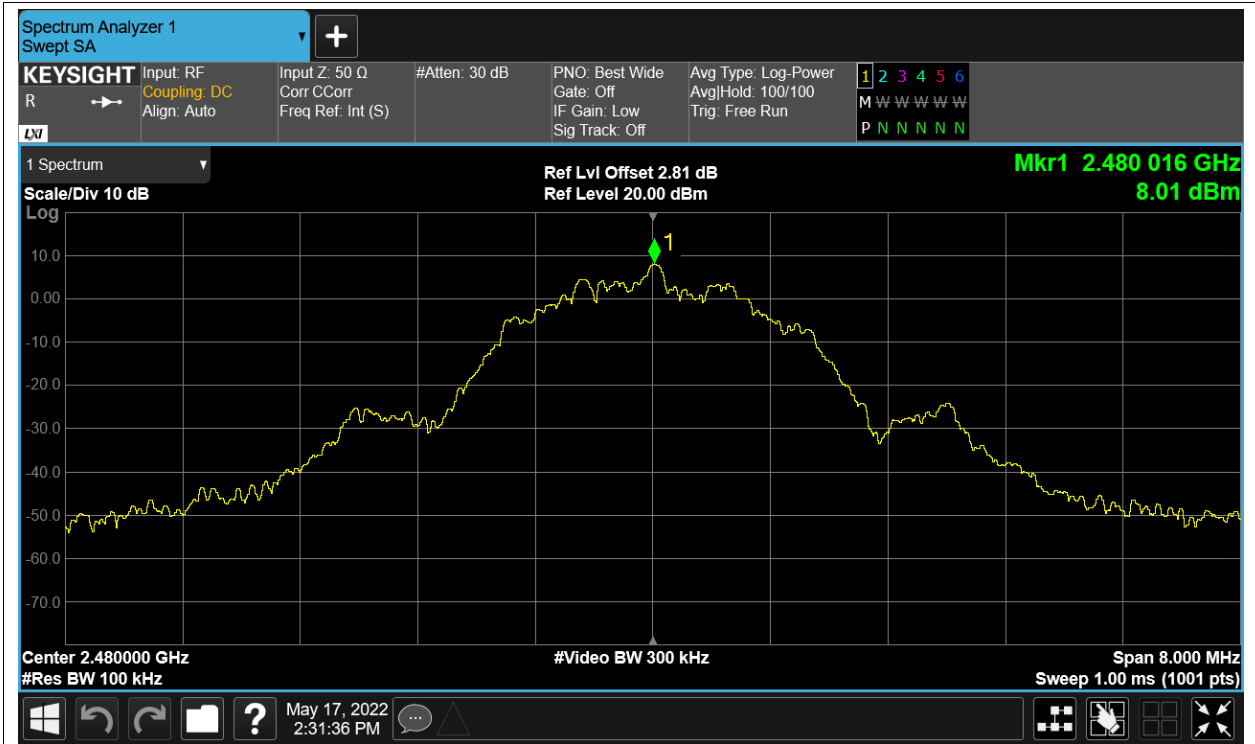 Spectrum Analyzer 1
Swept SA
+
KEYSIGHT
R
LXI
Input: RF
Coupling: DC
Align: Auto
Input Z: 50 Ω
Corr CCorr
Freq Ref: Int (S)
#Atten: 30 dB
PNO: Best Wide
Gate: Off
IF Gain: Low
Sig Track: Off
Avg Type: Log-Power
Avg|Hold: 100/100
Trig: Free Run
1 2 3 4 5 6
M W W W W W W
P N N N N N
1 Spectrum
Scale/Div 10 dB
Ref Lvl Offset 2.81 dB
Ref Level 20.00 dBm
Mkr1 2.480 016 GHz
8.01 dBm
Log
1
10.0
0.00
-10.0
-20.0
-30.0
-40.0
-50.0
-60.0
-70.0
Center 2.480000 GHz
#Res BW 100 kHz
#Video BW 300 kHz
Span 8.000 MHz
Sweep 1.00 ms (1001 pts)
?
May 17, 2022
2:31:36 PM